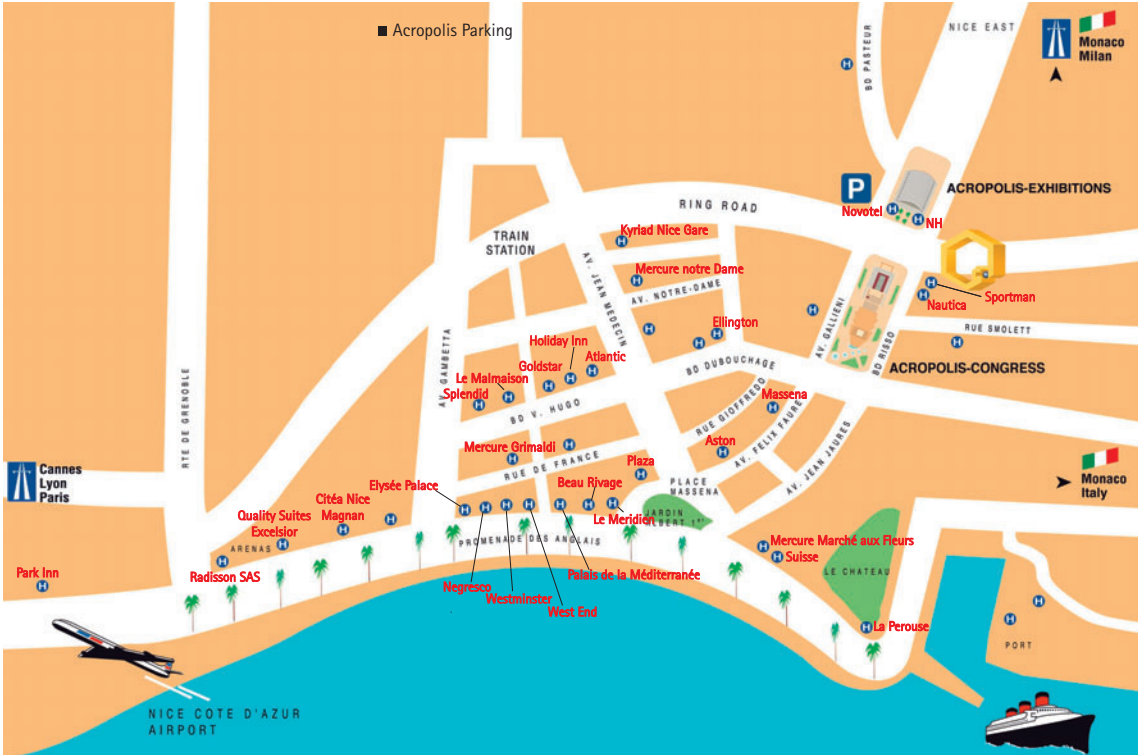 ■ Acropolis Parking
BD PASTEUR
NICE EAST
Monaco
Milan
P
ACROPOLIS-EXHIBITIONS
Novotel
NH
RING ROAD
TRAIN
STATION
Kyriad Nice Gare
AV. JEAN MEDECIN
Mercure notre Dame
AV. NOTRE-DAME
Sportman
Nautica
RUE SMOLETT
AV. GALLIENI
BD RISSO
ACROPOLIS-CONGRESS
Ellington
BD DUBOUCHAGE
Holiday Inn
Goldstar
Atlantic
Le Malmaison
Splendid
AV. GAMBETTA
BD V. HUGO
RUE GIOFFREDO
Massena
AV. FELIX FAURE
Aston
AV. JEAN JAURES
RTE DE GRENOBLE
Mercure Grimaldi
RUE DE FRANCE
Plaza
PLACE
MASSENA
Cannes
Lyon
Paris
Monaco
Italy
Elysée Palace
Beau Rivage
Le Meridien
JARDIN
ALBERT 1er
Citéa Nice
Magnan
Quality Suites
Excelsior
ARENAS
Radisson SAS
Park Inn
PROMENADE DES ANGLAIS
Negresco
Westminster
West End
Palais de la Méditerranée
Mercure Marché aux Fleurs
Suisse
LE CHATEAU
La Perouse
PORT
NICE COTE D'AZUR
AIRPORT